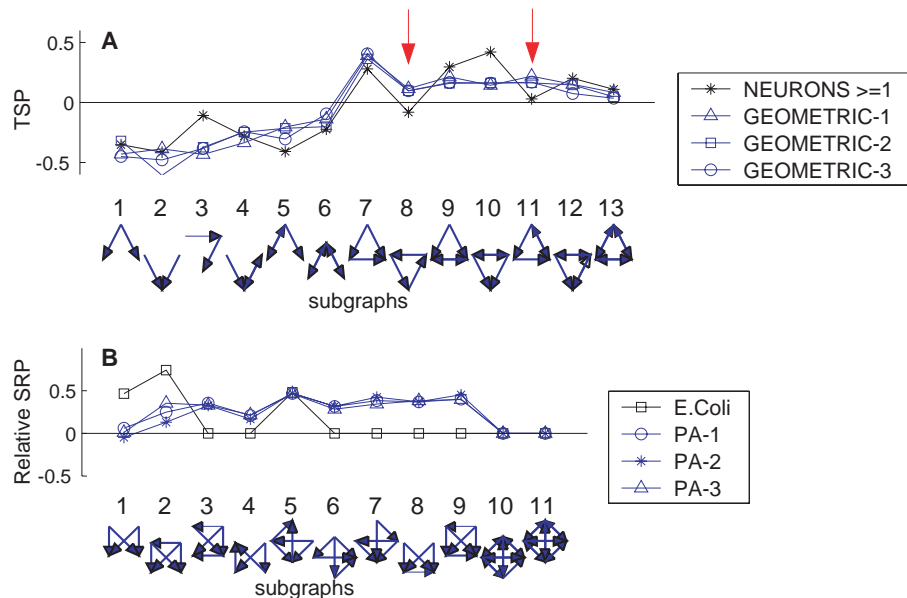 A
TSP
0.5
0
-0.5
NEURONS >=1
GEOMETRIC-1
GEOMETRIC-2
GEOMETRIC-3
1 2 3 4 5 6 7 8 9 10 11 12 13
subgraphs
B
Relative SRP
0.5
0
-0.5
E.Coli
PA-1
PA-2
PA-3
1 2 3 4 5 6 7 8 9 10 11
subgraphs